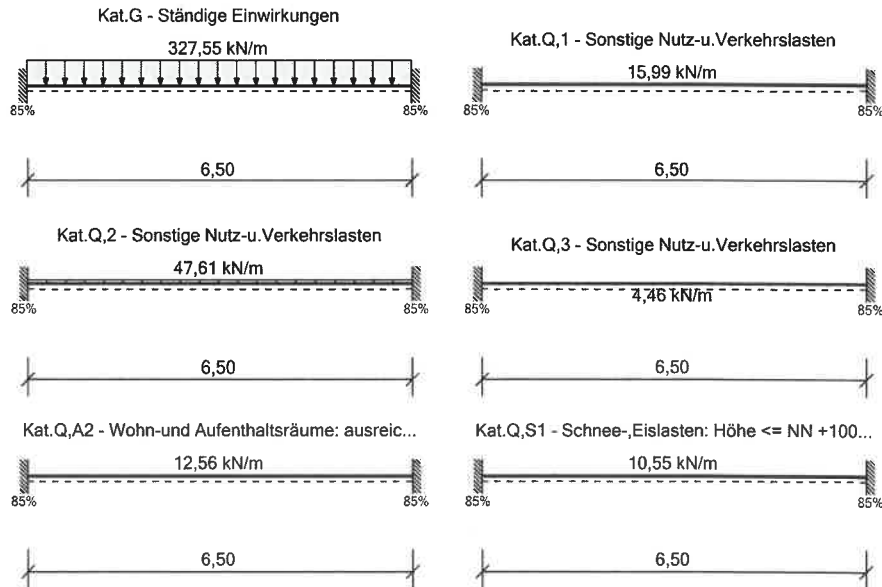 Kat.G - Ständige Einwirkungen
327,55 kN/m
85%
85%
6,50
Kat.Q,1 - Sonstige Nutz-u.Verkehrslasten
15,99 kN/m
85%
85%
6,50
Kat.Q,2 - Sonstige Nutz-u.Verkehrslasten
47,61 kN/m
85%
85%
6,50
Kat.Q,3 - Sonstige Nutz-u.Verkehrslasten
4,46 kN/m
85%
85%
6,50
Kat.Q,A2 - Wohn-und Aufenthaltsräume: ausreic...
12,56 kN/m
85%
85%
6,50
Kat.Q,S1 - Schnee-,Eislasten: Höhe <= NN +100...
10,55 kN/m
85%
85%
6,50